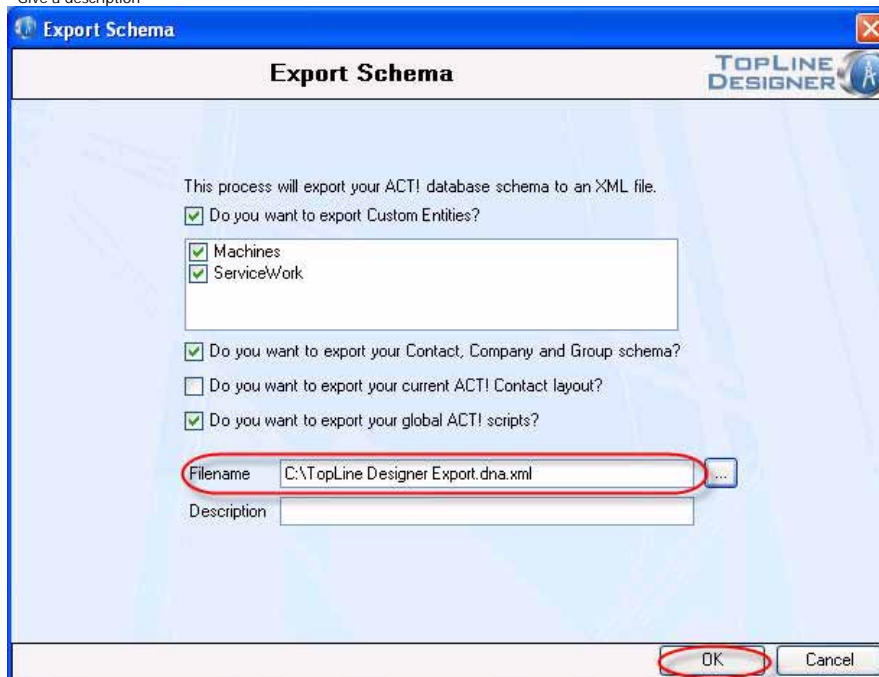 Give a description
Export Schema
Export Schema
TOPLINE
DESIGNER
This process will export your ACT! database schema to an XML file.
Do you want to export Custom Entities?
Machines
ServiceWork
Do you want to export your Contact, Company and Group schema?
Do you want to export your current ACT! Contact layout?
Do you want to export your global ACT! scripts?
Filename C:\TopLine Designer Export.dna.xml ...
Description
OK Cancel